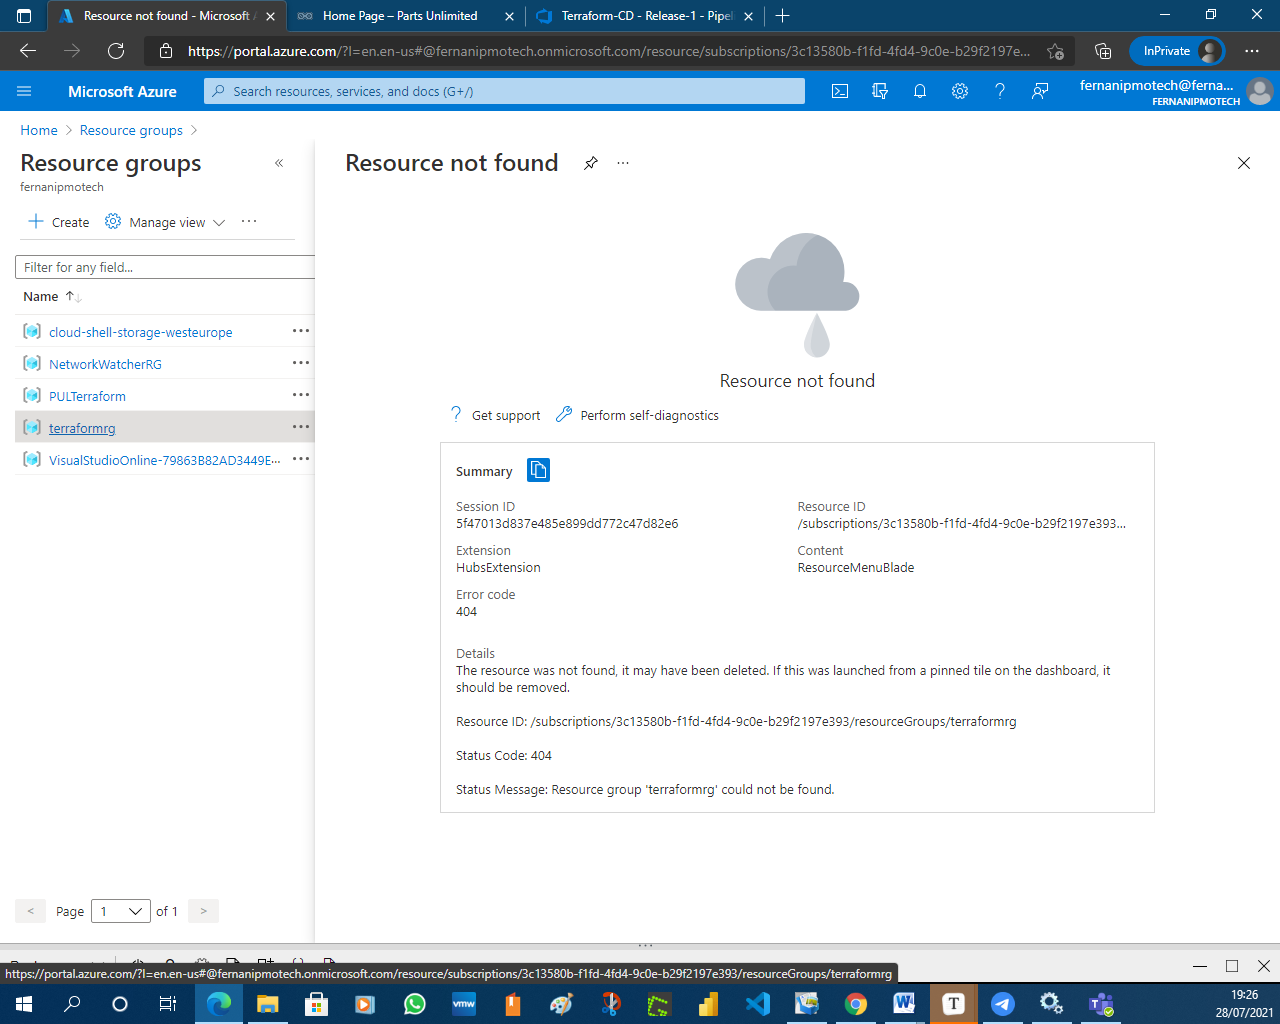 Resource not found - Microsoft A
Home Page – Parts Unlimited
Terraform-CD - Release-1 - Pipel
https://portal.azure.com/?l=en.en-us#@fernanipmotech.onmicrosoft.com/resource/subscriptions/3c13580b-f1fd-4fd4-9c0e-b29f2197e...
InPrivate
Microsoft Azure
Search resources, services, and docs (G+/)
fernanipmotech@ferna...
FERNANIPMOTECH
Home
Resource groups
Resource groups
fernanipmotech
Create
Manage view
Filter for any field...
Name
cloud-shell-storage-westeurope
NetworkWatcherRG
PULTerraform
terraformrg
VisualStudioOnline-79863B82AD3449E...
Page
1
of 1
Resource not found
Resource not found
Get support
Perform self-diagnostics
Summary
Session ID
5f47013d837e485e899dd772c47d82e6
Resource ID
/subscriptions/3c13580b-f1fd-4fd4-9c0e-b29f2197e393...
Extension
HubsExtension
Content
ResourceMenuBlade
Error code
404
Details
The resource was not found, it may have been deleted. If this was launched from a pinned tile on the dashboard, it
should be removed.
Resource ID: /subscriptions/3c13580b-f1fd-4fd4-9c0e-b29f2197e393/resourceGroups/terraformrg
Status Code: 404
Status Message: Resource group 'terraformrg' could not be found.
https://portal.azure.com/?l=en.en-us#@fernanipmotech.onmicrosoft.com/resource/subscriptions/3c13580b-f1fd-4fd4-9c0e-b29f2197e393/resourceGroups/terraformrg
vmw
T
19:26
28/07/2021